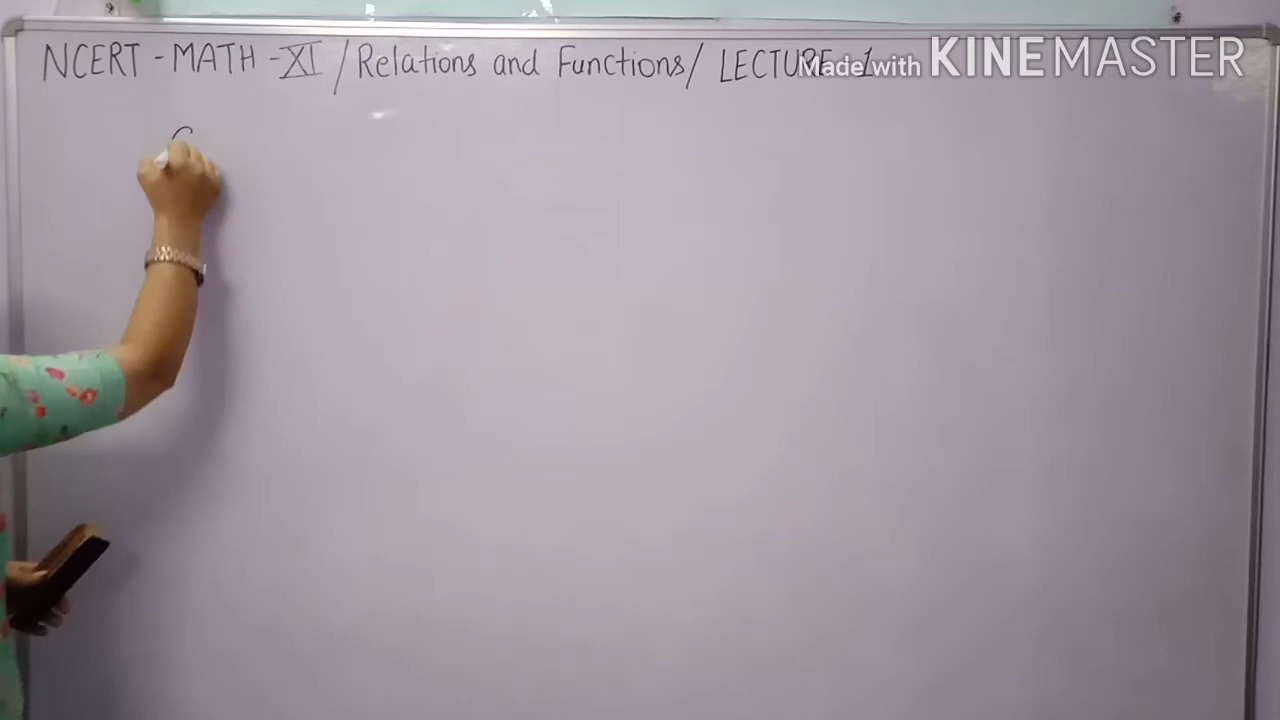 NCERT - MATH - XI / Relations and Functions / LECTURE - 1
Made with KINEMASTER